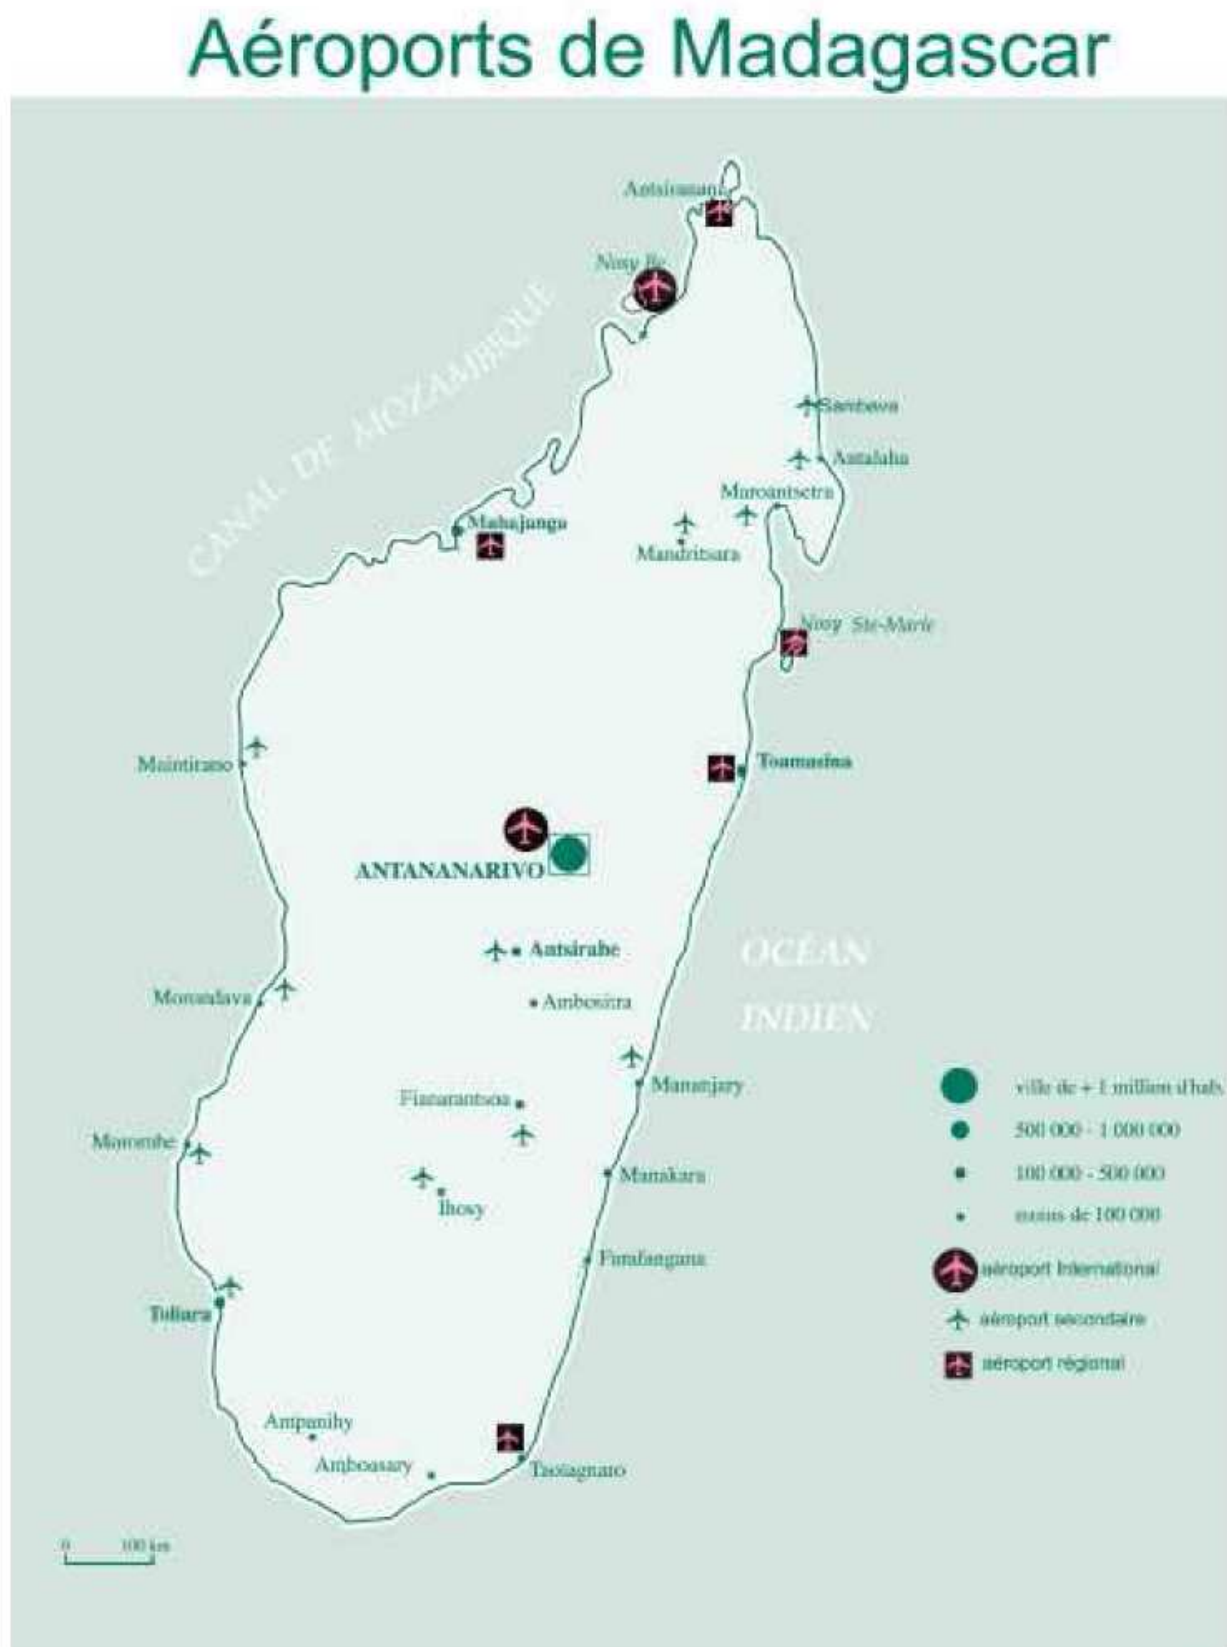 Aéroports de Madagascar
Antsiranana
Nosy Be
CANAL DE MOZAMBIQUE
Sambava
Antalaha
Maroantsetra
Mahajanga
Mandritsara
Nosy Ste-Marie
Maintirano
Toamasina
ANTANANARIVO
Antsirabe
OCÉAN
INDIEN
Morondava
Ambositra
Mananjary
Fianarantsoa
Morombe
Manakara
Ihosy
Farafangana
Toliara
Ampanihy
Amboasary
Taolagnaro
ville de + 1 million d'hab.
500 000 - 1 000 000
100 000 - 500 000
moins de 100 000
aéroport International
aéroport secondaire
aéroport régional
0 100 km